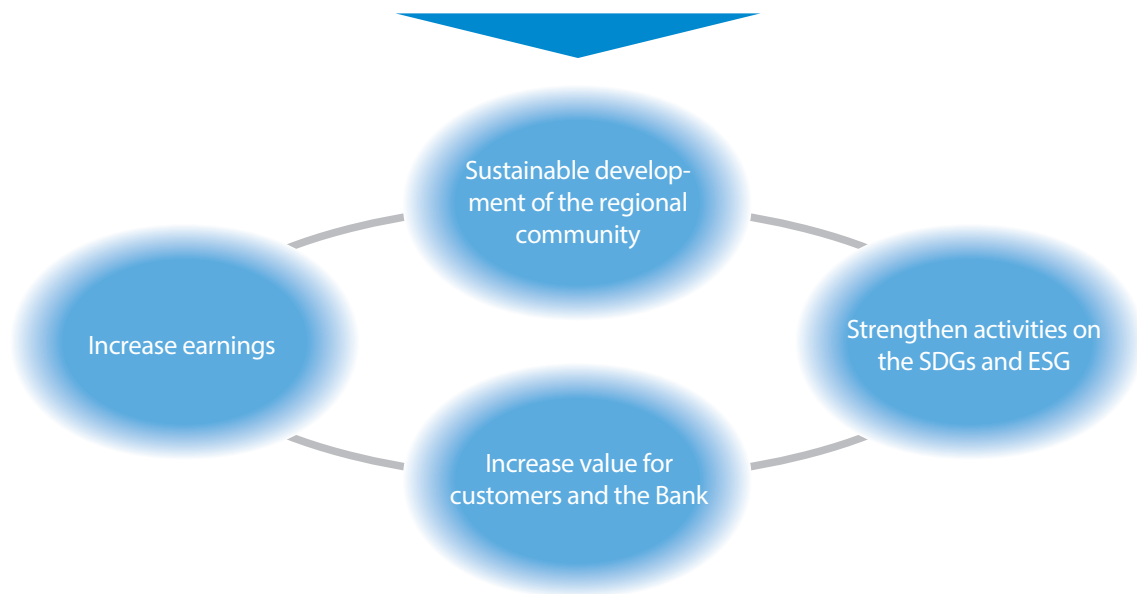 Sustainable develop-
ment of the regional
community
Increase earnings
Strengthen activities on
the SDGs and ESG
Increase value for
customers and the Bank